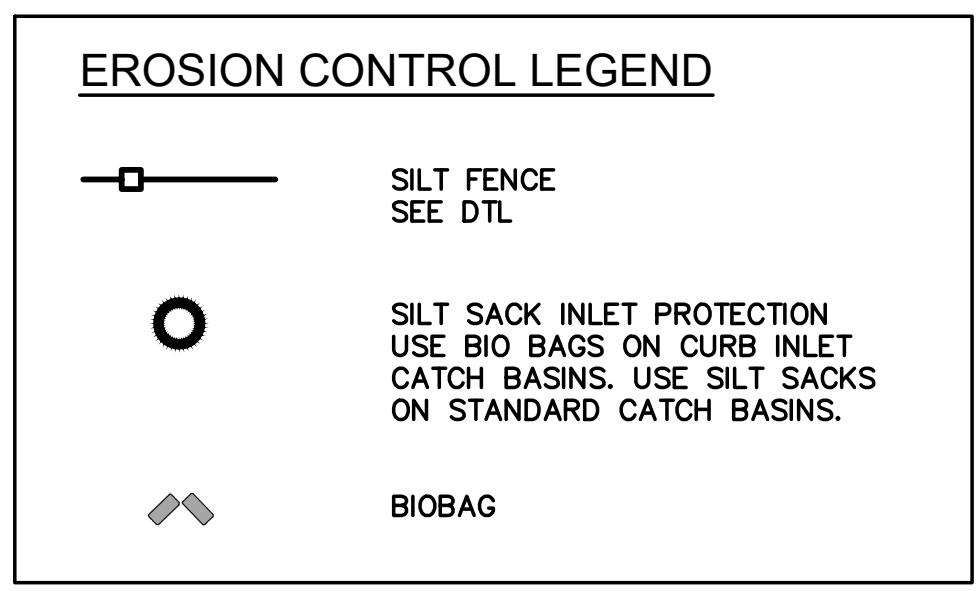 EROSION CONTROL LEGEND
SILT FENCE
SEE DTL
SILT SACK INLET PROTECTION
USE BIO BAGS ON CURB INLET
CATCH BASINS. USE SILT SACKS
ON STANDARD CATCH BASINS.
BIOBAG